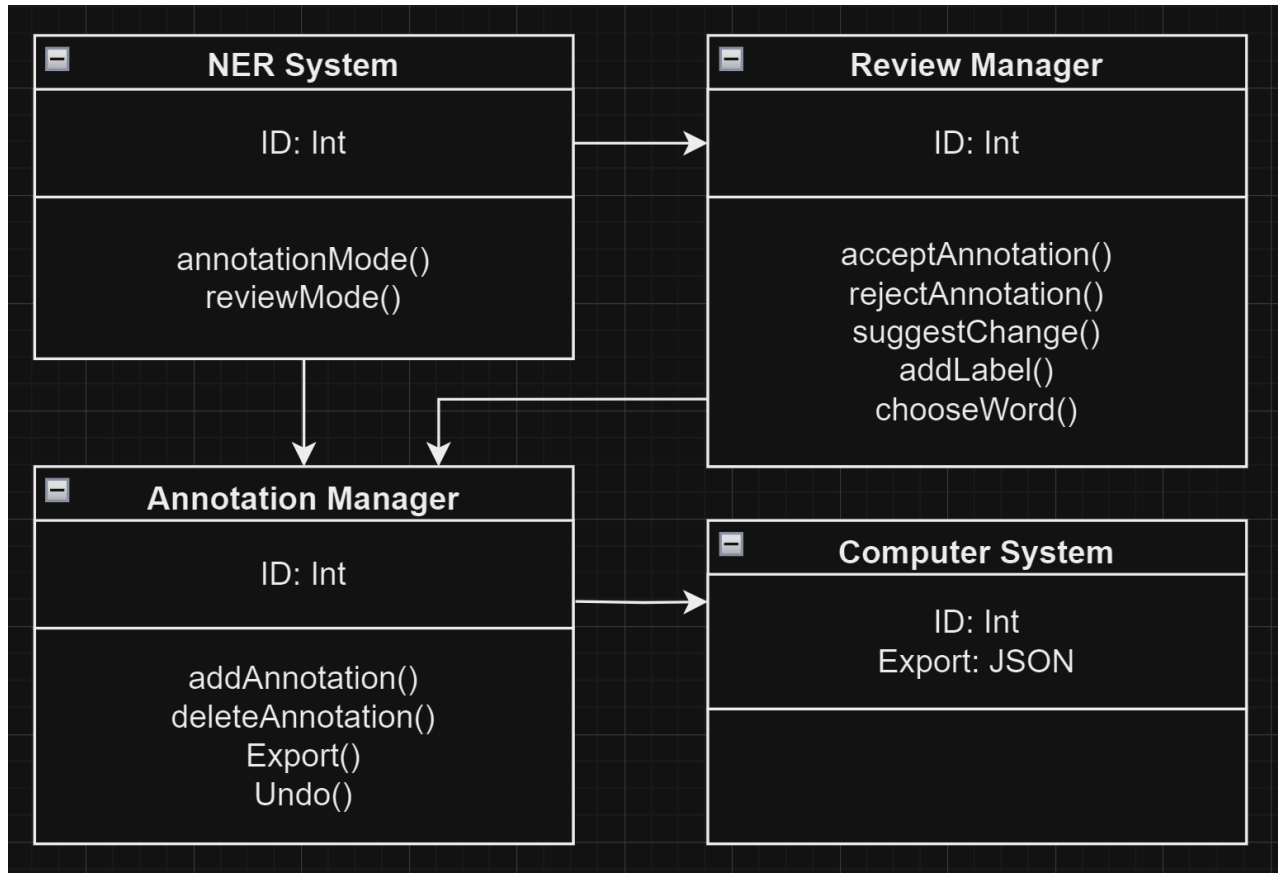 NER System
ID: Int
annotationMode()
reviewMode()
Review Manager
ID: Int
acceptAnnotation()
rejectAnnotation()
suggestChange()
addLabel()
chooseWord()
Annotation Manager
ID: Int
addAnnotation()
deleteAnnotation()
Export()
Undo()
Computer System
ID: Int
Export: JSON